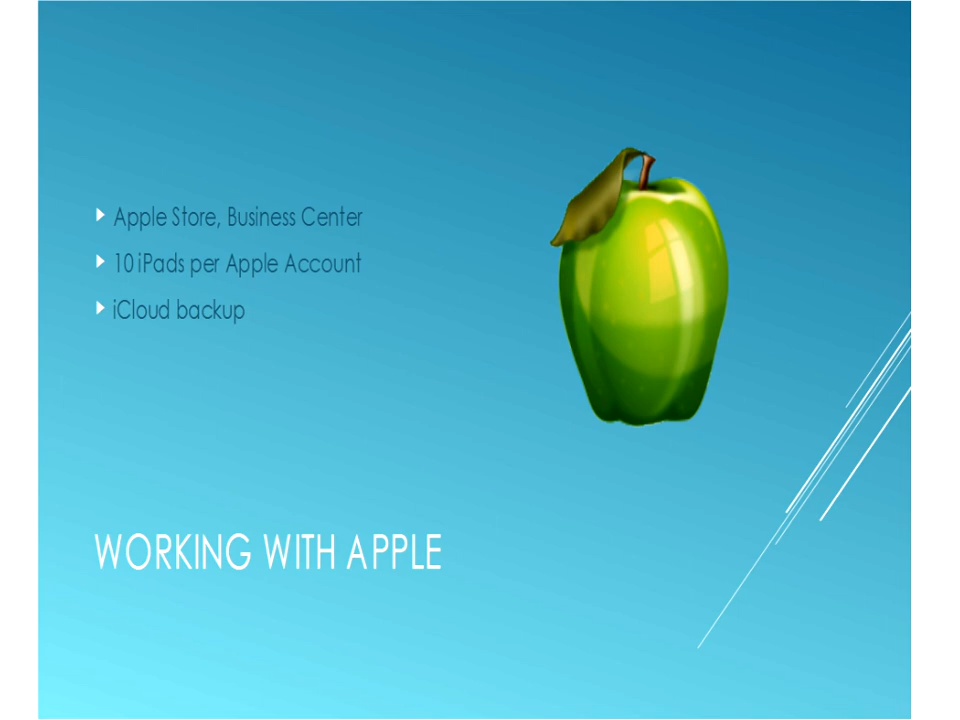 Apple Store, Business Center
10 iPads per Apple Account
iCloud backup
WORKING WITH APPLE